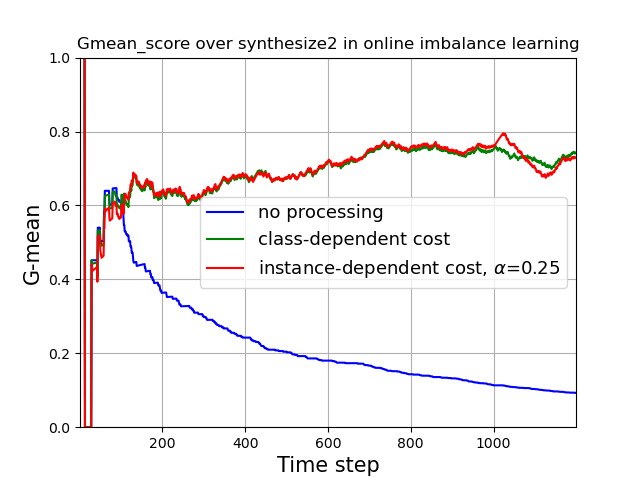 Gmean_score over synthesize2 in online imbalance learning
1.0
0.8
0.6
0.4
0.2
0.0
G-mean
no processing
class-dependent cost
instance-dependent cost, α=0.25
200 400 600 800 1000
Time step